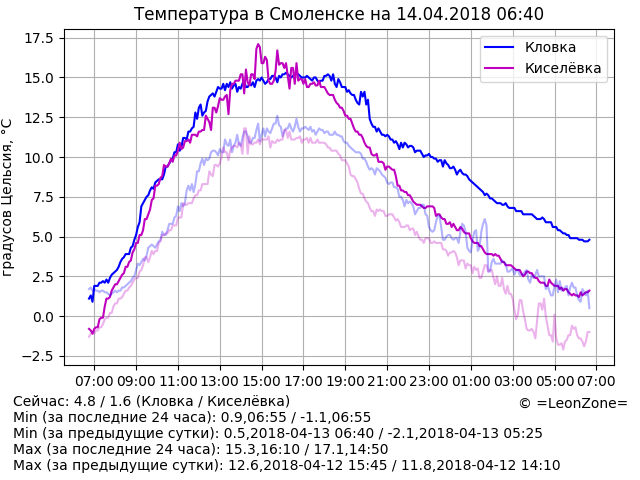 Температура в Смоленске на 14.04.2018 06:40
17.5
15.0
12.5
10.0
7.5
5.0
2.5
0.0
−2.5
градусов Цельсия, °C
Кловка
Киселёвка
07:00 09:00 11:00 13:00 15:00 17:00 19:00 21:00 23:00 01:00 03:00 05:00 07:00
Сейчас: 4.8 / 1.6 (Кловка / Киселёвка)
© =LeonZone=
Min (за последние 24 часа): 0.9,06:55 / -1.1,06:55
Min (за предыдущие сутки): 0.5,2018-04-13 06:40 / -2.1,2018-04-13 05:25
Max (за последние 24 часа): 15.3,16:10 / 17.1,14:50
Max (за предыдущие сутки): 12.6,2018-04-12 15:45 / 11.8,2018-04-12 14:10